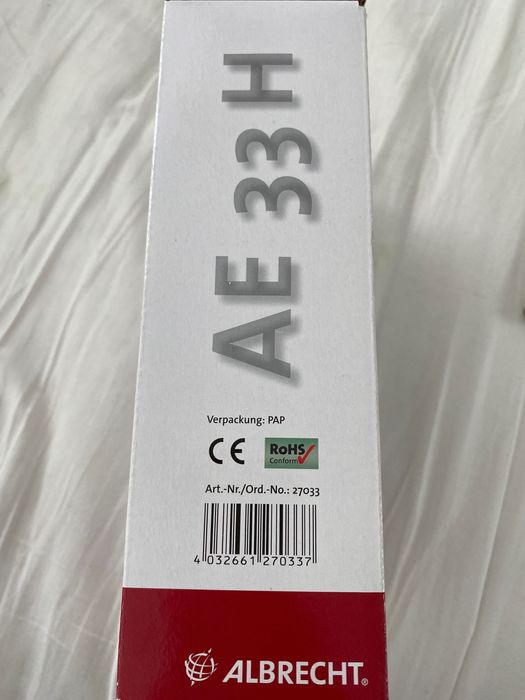 AE 33 H
Verpackung: PAP
CE RoHS
Conform
Art.-Nr./Ord.-No.: 27033
4 032661 270337
ALBRECHT®